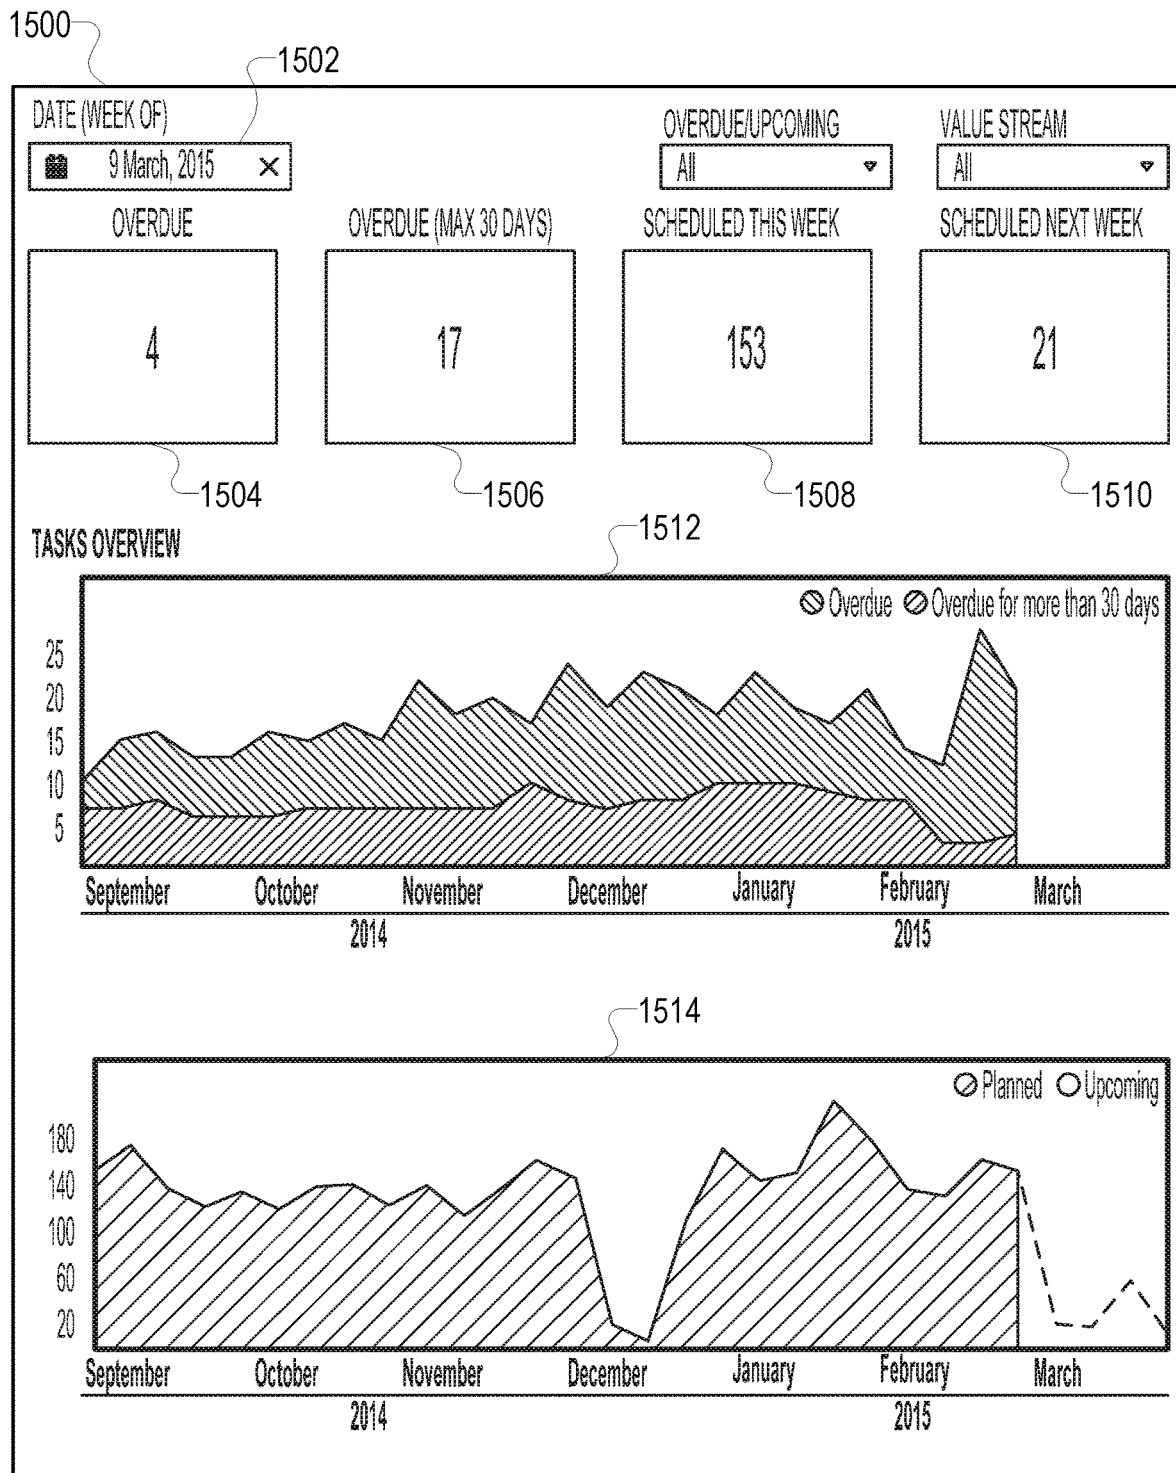 1500
1502
DATE (WEEK OF)
OVERDUE/UPCOMING
VALUE STREAM
9 March, 2015
All
All
OVERDUE
OVERDUE (MAX 30 DAYS)
SCHEDULED THIS WEEK
SCHEDULED NEXT WEEK
4
17
153
21
1504
1506
1508
1510
1512
TASKS OVERVIEW
Overdue
Overdue for more than 30 days
25
20
15
10
5
September October November December January February March
2014 2015
1514
Planned
Upcoming
180
140
100
60
20
September October November December January February March
2014 2015